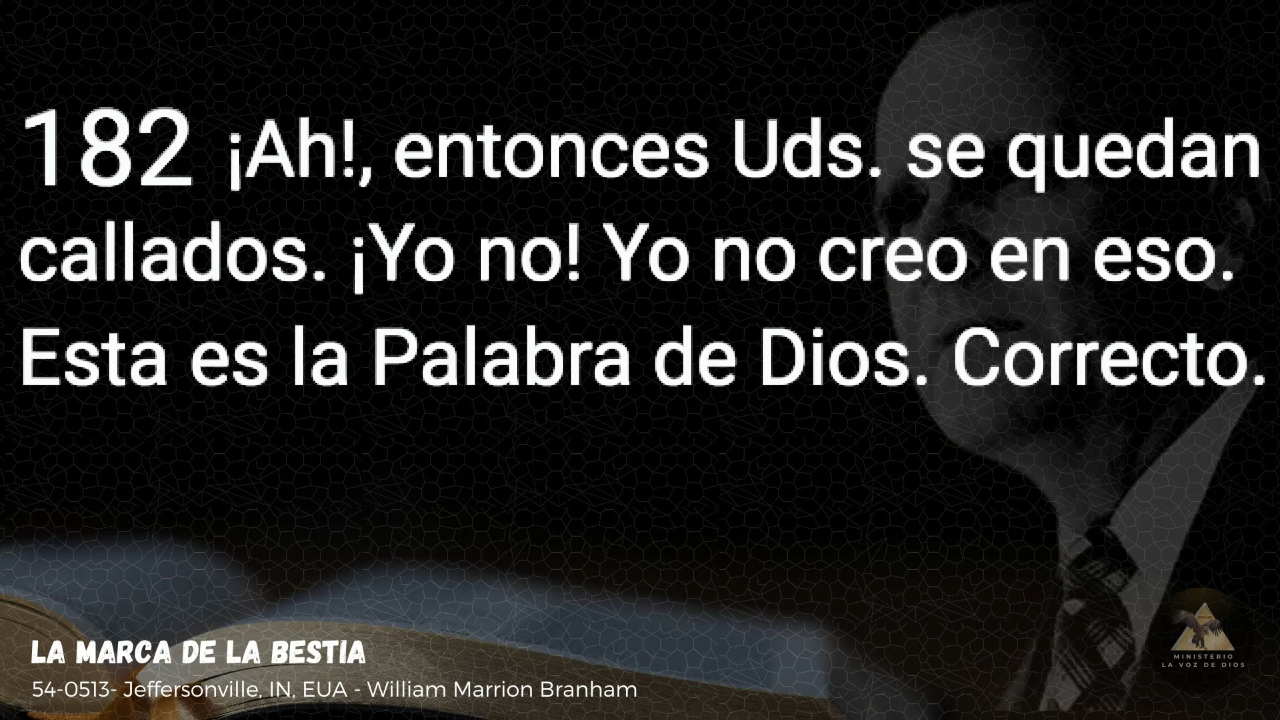 182 ¡Ah!, entonces Uds. se quedan
callados. ¡Yo no! Yo no creo en eso.
Esta es la Palabra de Dios. Correcto.
LA MARCA DE LA BESTIA
54-0513- Jeffersonville, IN, EUA - William Marrion Branham
MINISTERIO
LA VOZ DE DIOS